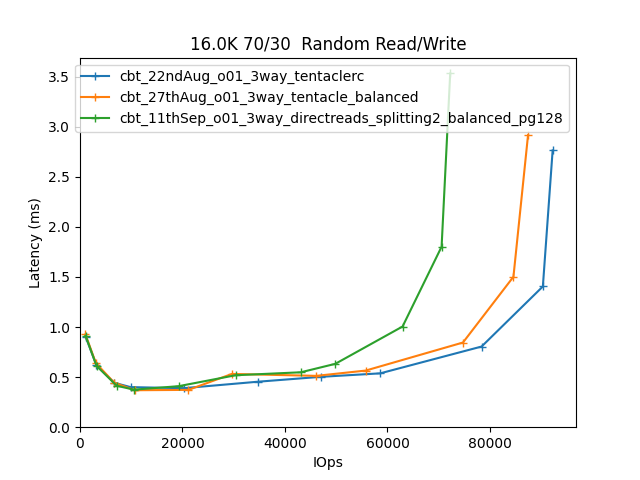 16.0K 70/30  Random Read/Write
cbt_22ndAug_o01_3way_tentaclerc
cbt_27thAug_o01_3way_tentacle_balanced
cbt_11thSep_o01_3way_directreads_splitting2_balanced_pg128
3.5
3.0
2.5
2.0
1.5
1.0
0.5
0.0
Latency (ms)
0 20000 40000 60000 80000
IOps